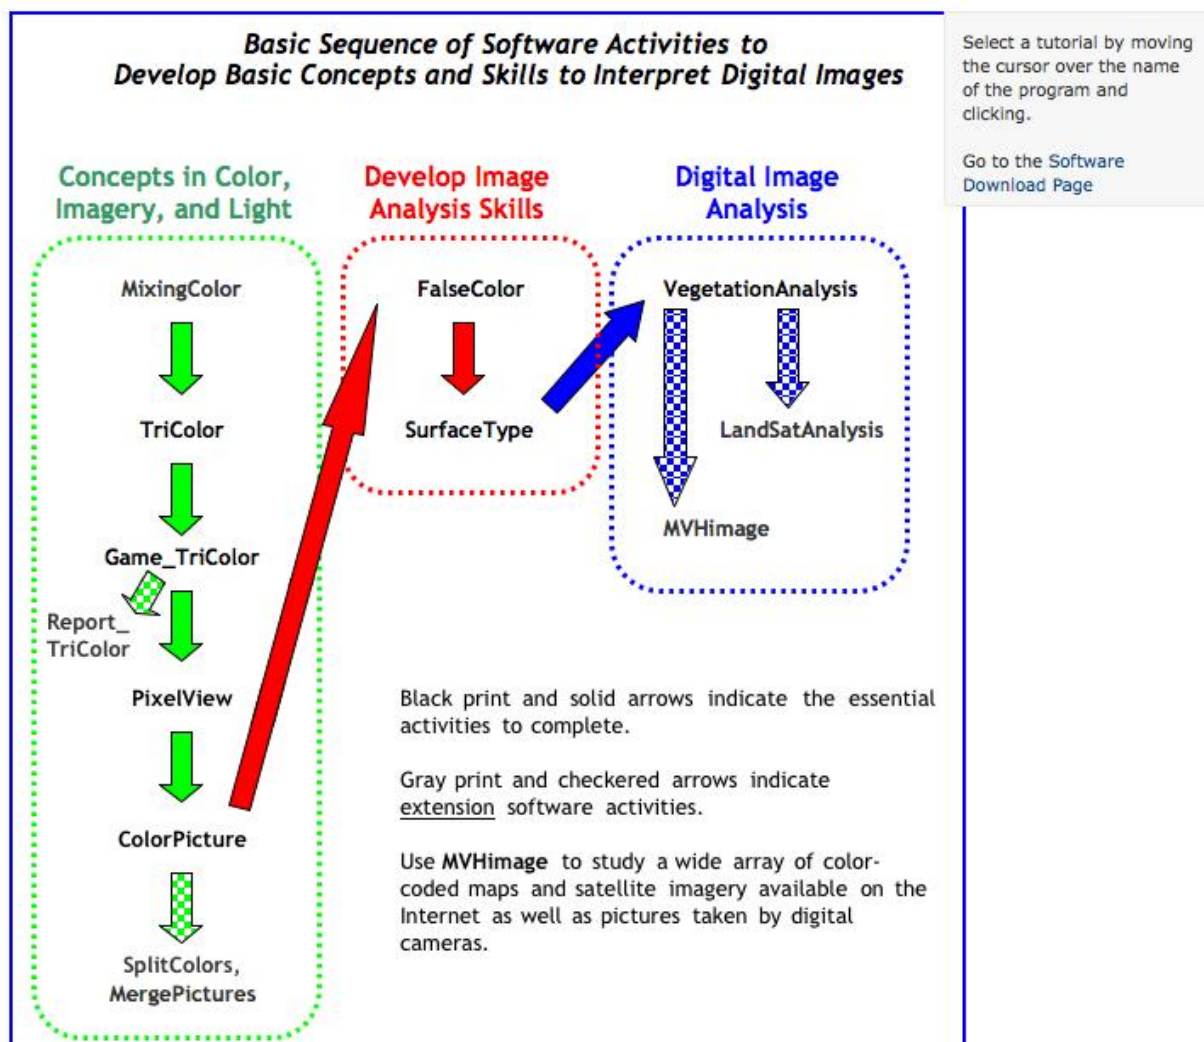 Basic Sequence of Software Activities to
Develop Basic Concepts and Skills to Interpret Digital Images
Select a tutorial by moving
the cursor over the name
of the program and
clicking.
Go to the Software
Download Page
Concepts in Color,
Imagery, and Light
MixingColor
TriColor
Game_TriColor
Report_
TriColor
PixelView
ColorPicture
SplitColors,
MergePictures
Develop Image
Analysis Skills
FalseColor
SurfaceType
Digital Image
Analysis
VegetationAnalysis
LandSatAnalysis
MVHimage
Black print and solid arrows indicate the essential
activities to complete.
Gray print and checkered arrows indicate
extension software activities.
Use MVHimage to study a wide array of color-
coded maps and satellite imagery available on the
Internet as well as pictures taken by digital
cameras.